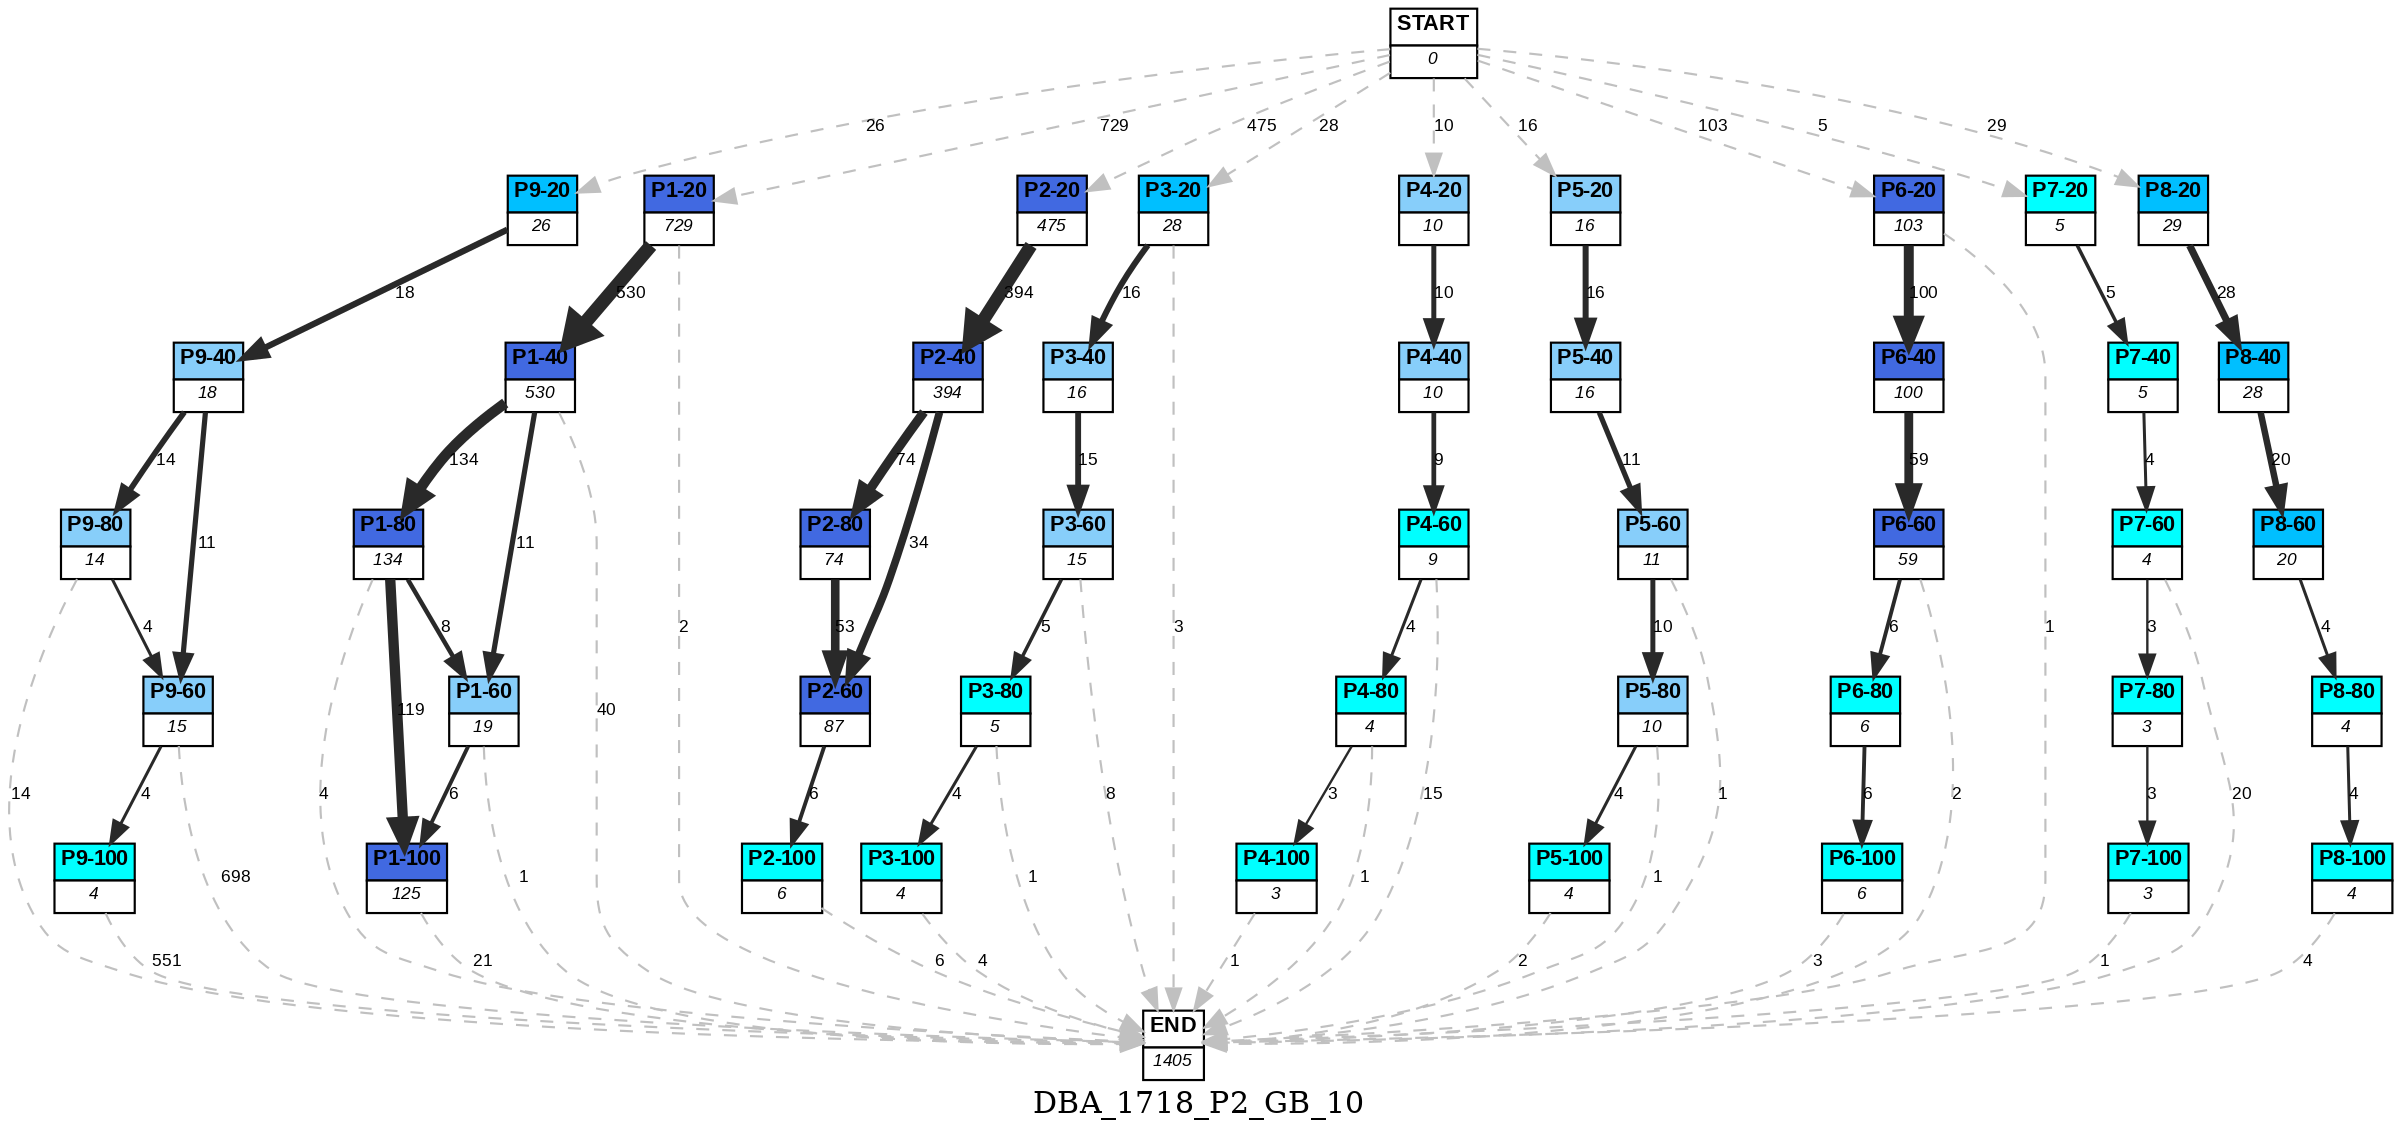 START
0
26
729
475
28
10
16
103
5
29
P9-20
26
P1-20
729
P2-20
475
P3-20
28
P4-20
10
P5-20
16
P6-20
103
P7-20
5
P8-20
29
18
530
394
16
10
16
100
5
28
P9-40
18
P1-40
530
P2-40
394
P3-40
16
P4-40
10
P5-40
16
P6-40
100
P7-40
5
P8-40
28
14
11
134
11
74
34
15
9
11
59
4
20
P9-80
14
P1-80
134
P2-80
74
P3-60
15
P4-60
9
P5-60
11
P6-60
59
P7-60
4
P8-60
20
4
8
2
53
5
3
4
10
6
1
3
4
P9-60
15
P1-60
19
P2-60
87
P3-80
5
P4-80
4
P5-80
10
P6-80
6
P7-80
3
P8-80
4
14
4
698
4
119
6
1
40
6
4
1
8
3
1
15
4
1
1
6
2
3
20
4
P9-100
4
P1-100
125
P2-100
6
P3-100
4
P4-100
3
P5-100
4
P6-100
6
P7-100
3
P8-100
4
551
21
6
4
1
2
3
1
4
END
1405
DBA_1718_P2_GB_10